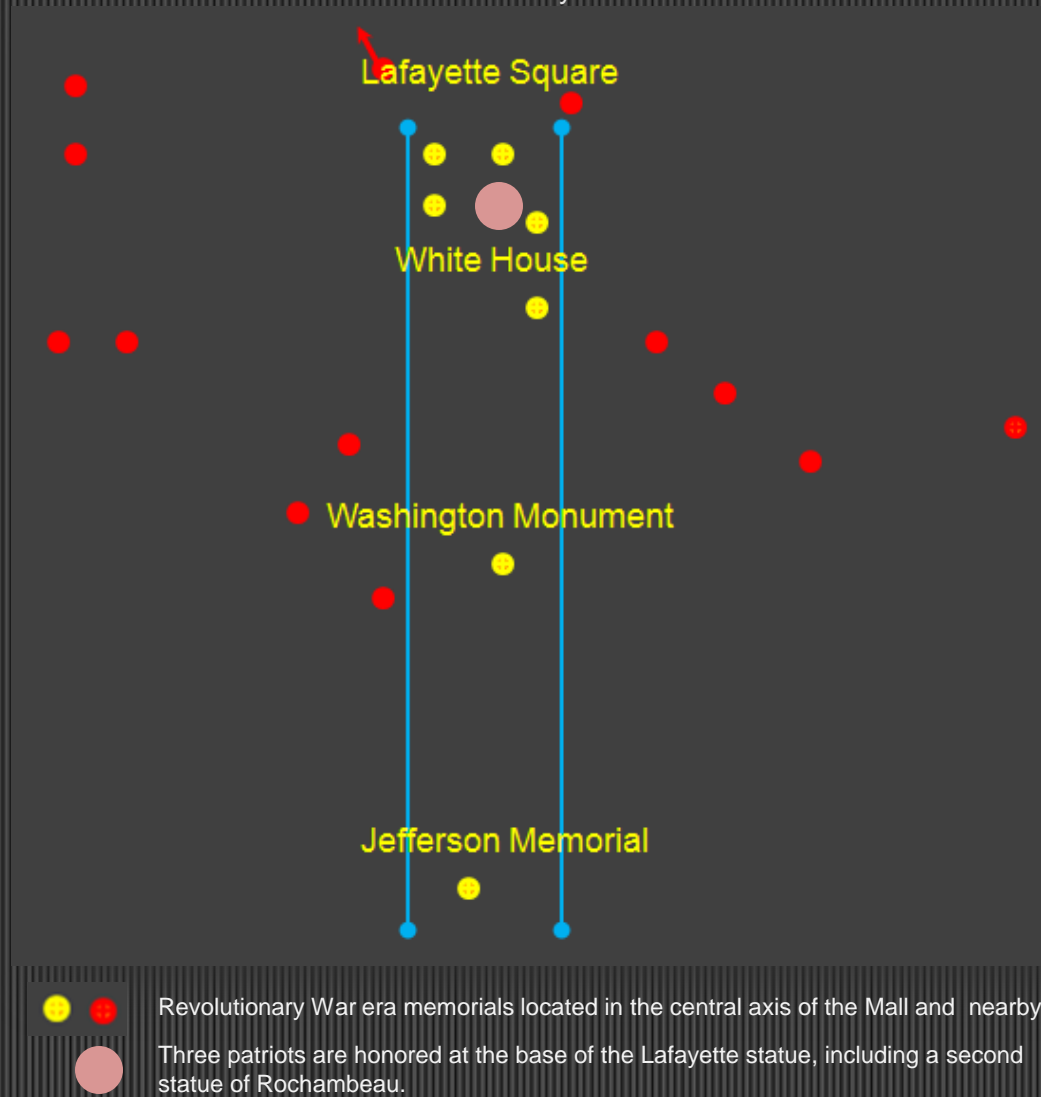 Lafayette Square
White House
Washington Monument
Jefferson Memorial
Revolutionary War era memorials located in the central axis of the Mall and  nearby
Three patriots are honored at the base of the Lafayette statue, including a second
statue of Rochambeau.